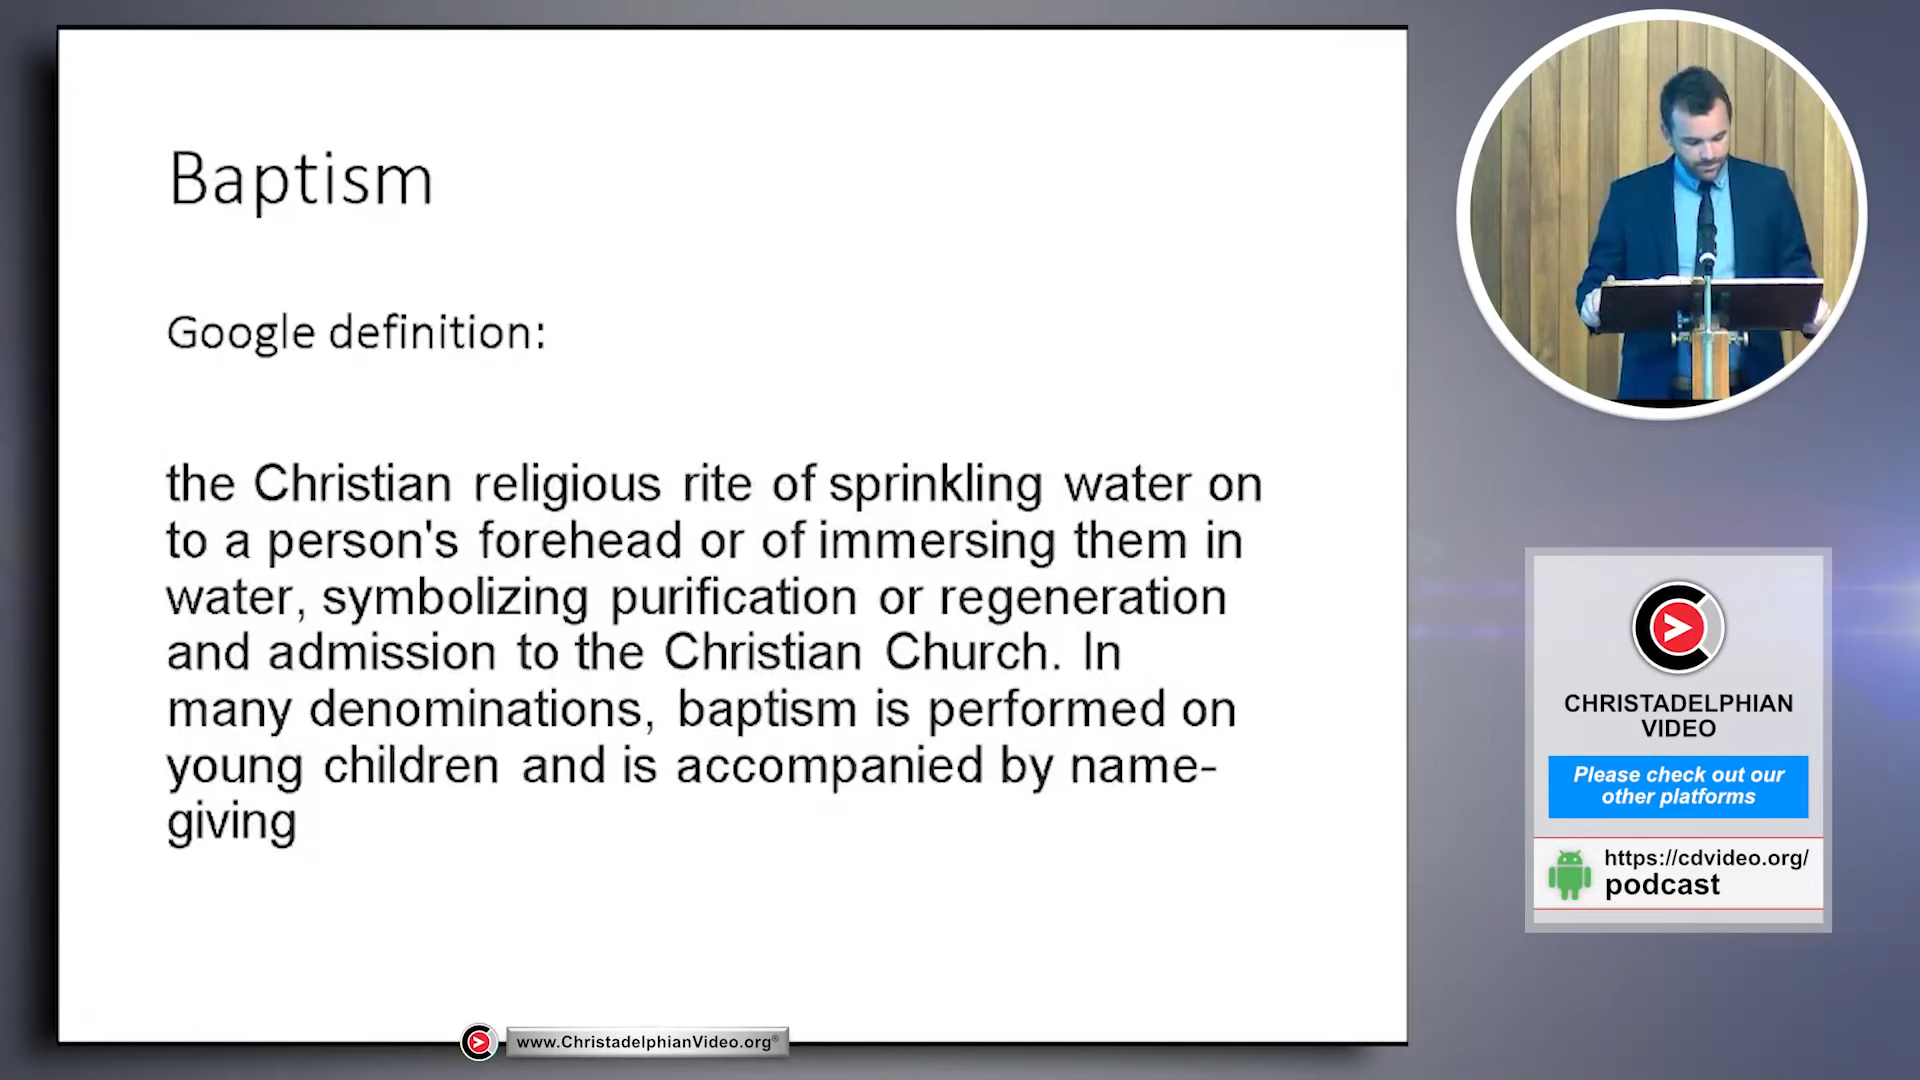 Baptism
Google definition:
the Christian religious rite of sprinkling water on
to a person's forehead or of immersing them in
water, symbolizing purification or regeneration
and admission to the Christian Church. In
many denominations, baptism is performed on
young children and is accompanied by name-
giving
www.ChristadelphianVideo.org®
CHRISTADELPHIAN
VIDEO
Please check out our
other platforms
https://cdvideo.org/
podcast